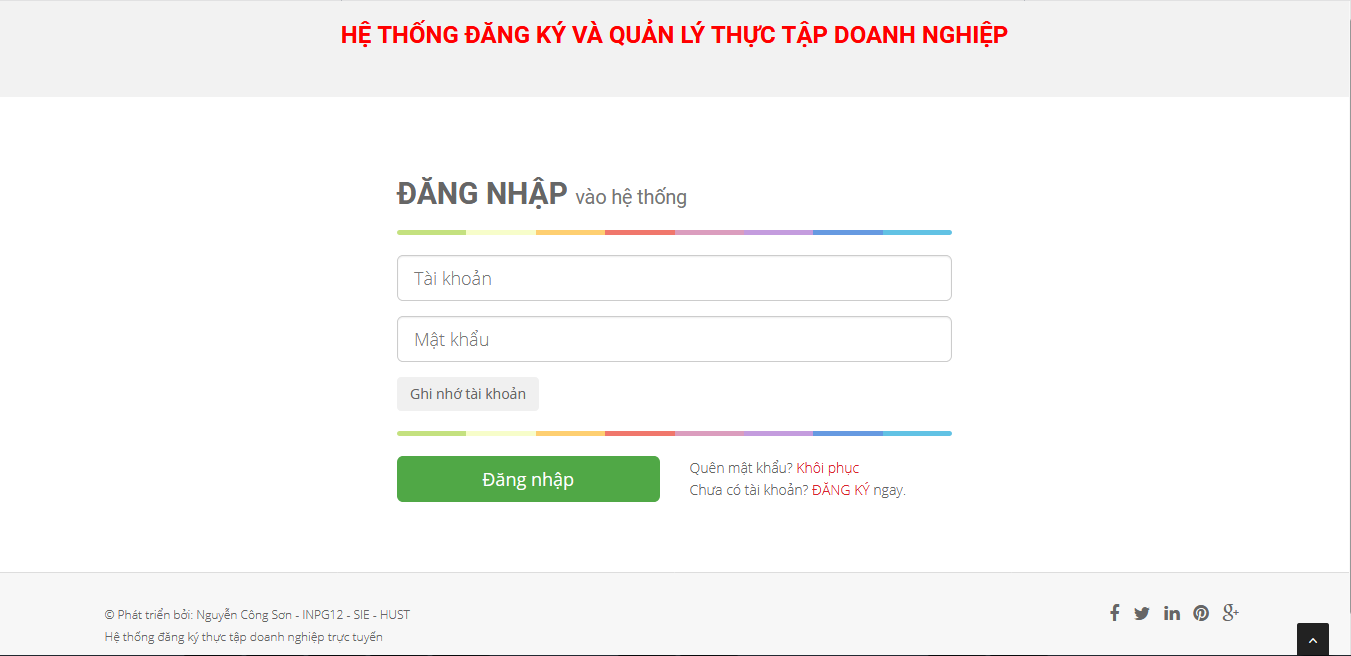 HỆ THỐNG ĐĂNG KÝ VÀ QUẢN LÝ THỰC TẬP DOANH NGHIỆP
ĐĂNG NHẬP vào hệ thống
Tài khoản
Mật khẩu
Ghi nhớ tài khoản
Đăng nhập
Quên mật khẩu? Khôi phục
Chưa có tài khoản? ĐĂNG KÝ ngay.
© Phát triển bởi: Nguyễn Công Sơn - INPG12 - SIE - HUST
Hệ thống đăng ký thực tập doanh nghiệp trực tuyến